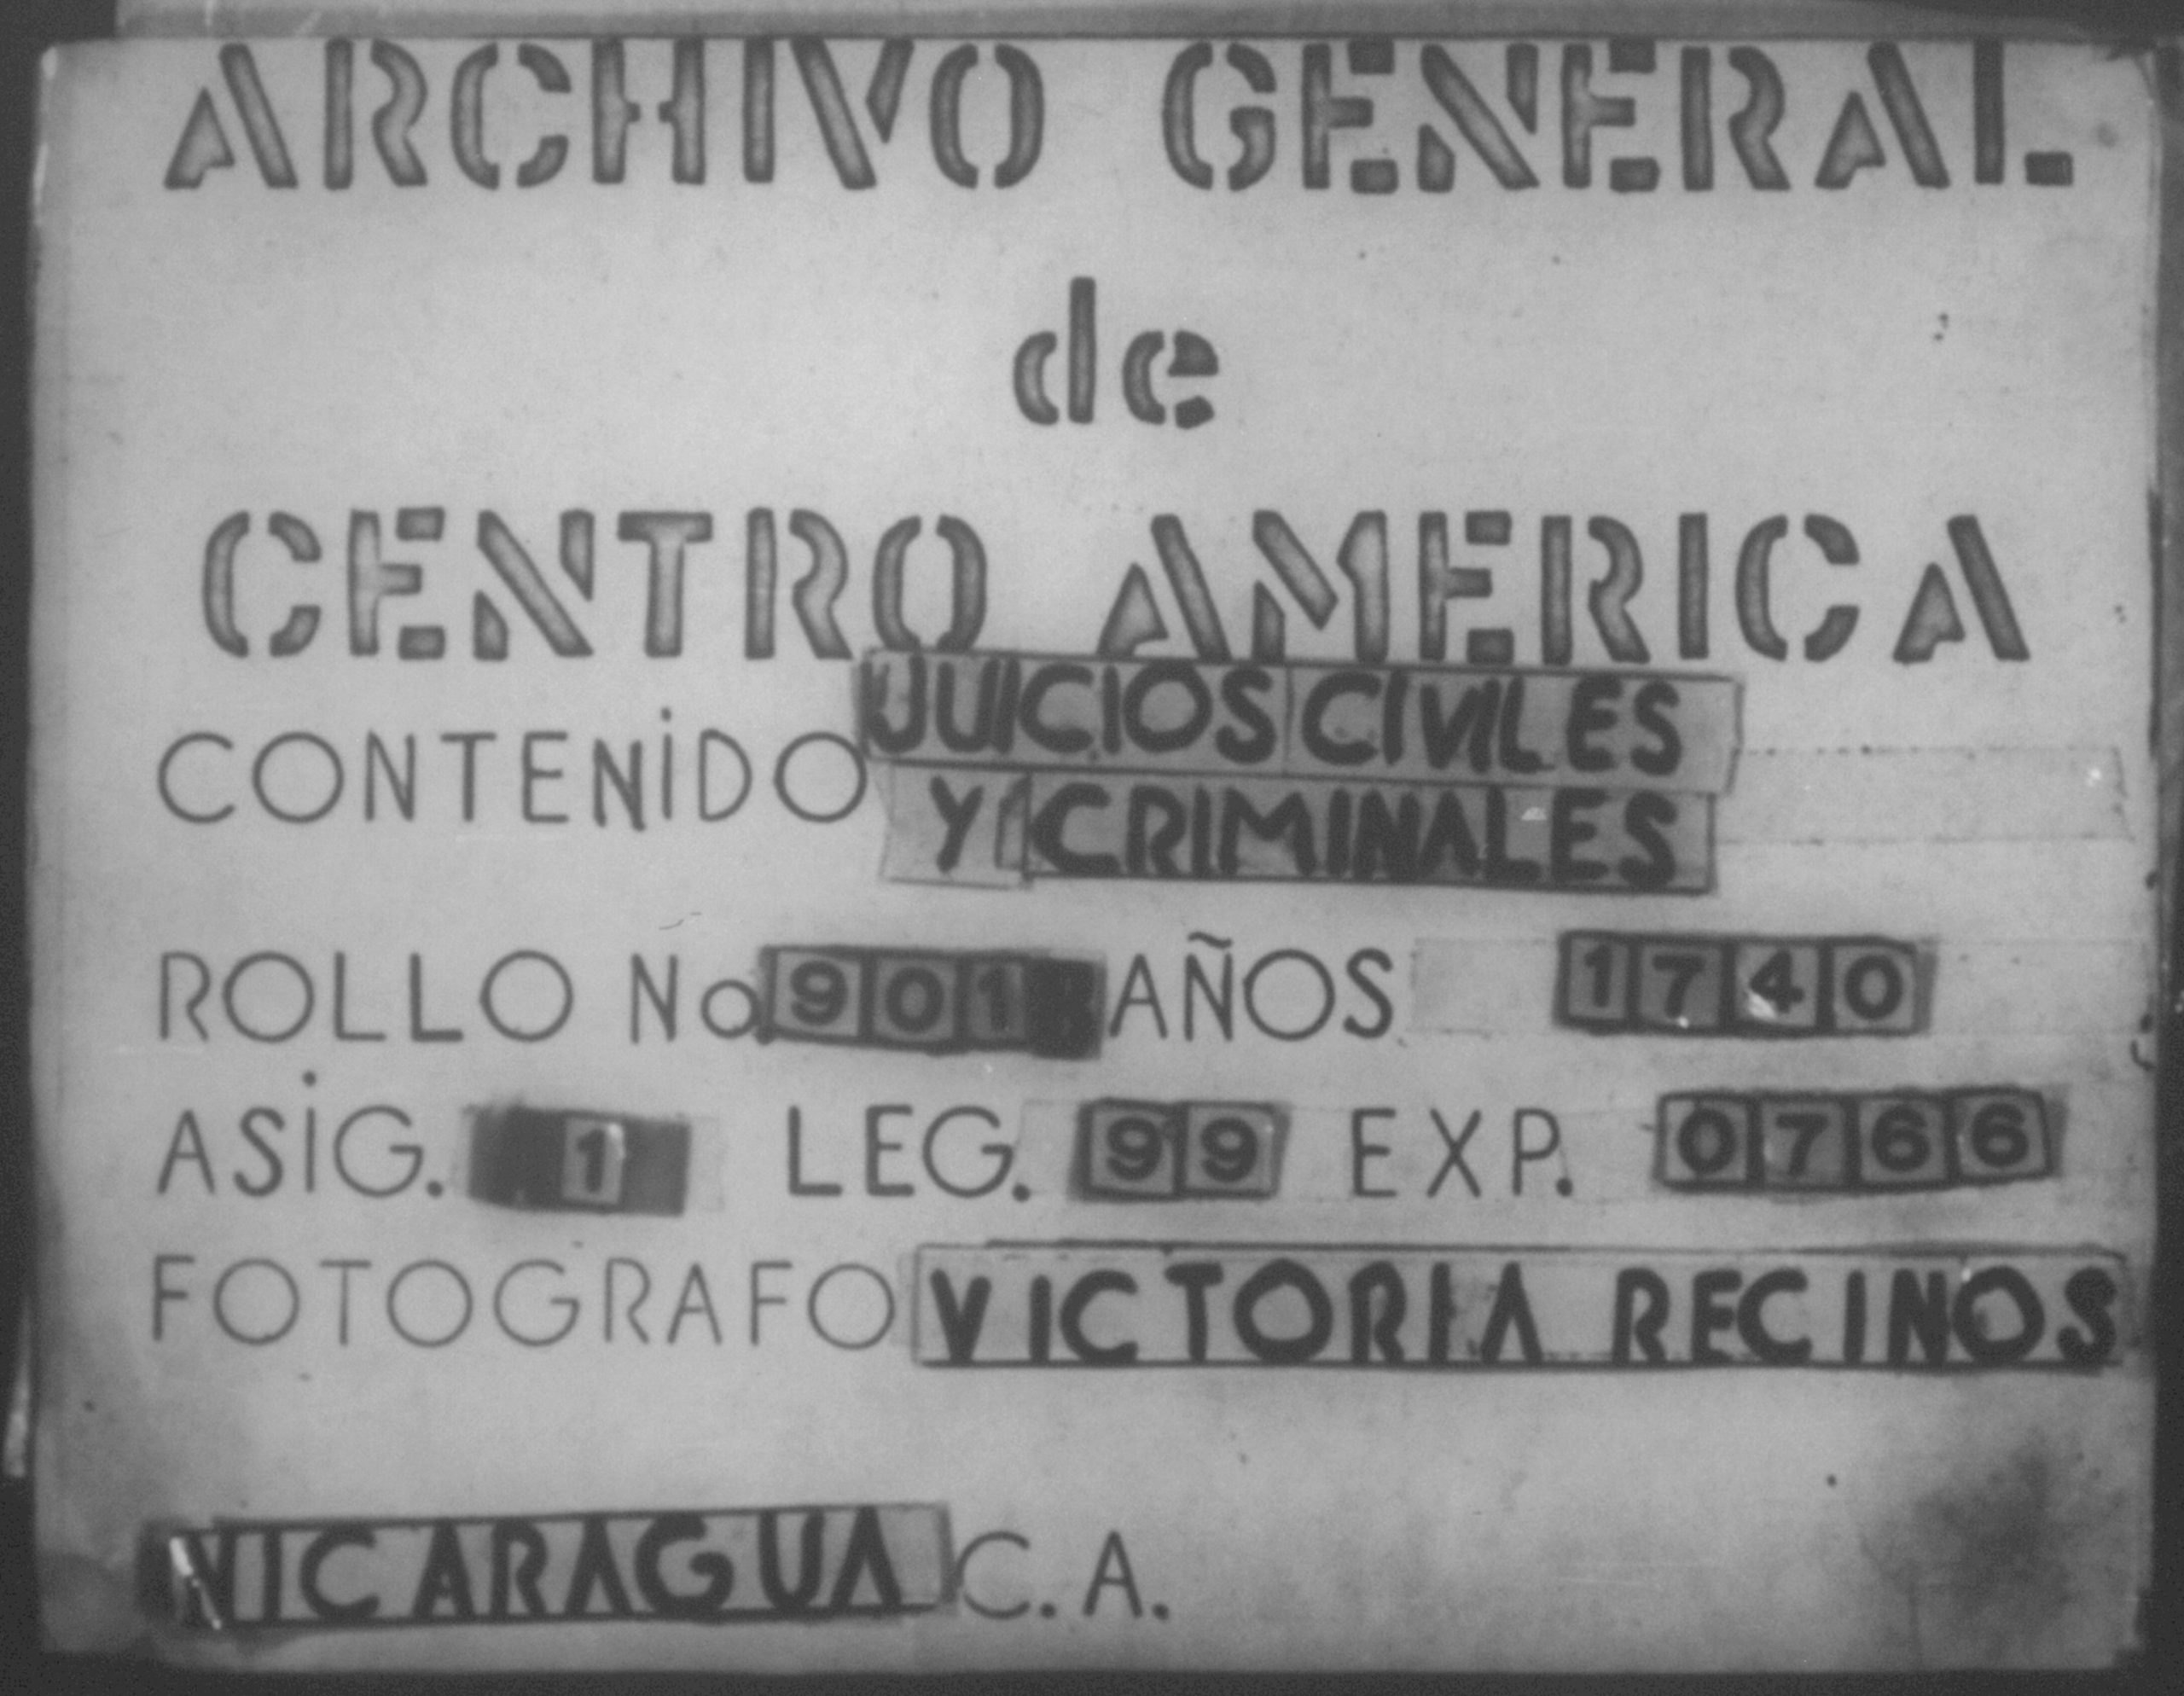 ARCHIVO GENERAL
de
CENTRO AMERICA
CONTENIDO JUICIOS CIVILES
Y CRIMINALES
ROLLO No. 901 AÑOS 1740
ASIG. 1 LEG. 99 EXP. 0766
FOTOGRAFO VICTORIA RECINOS
NICARAGUA C.A.